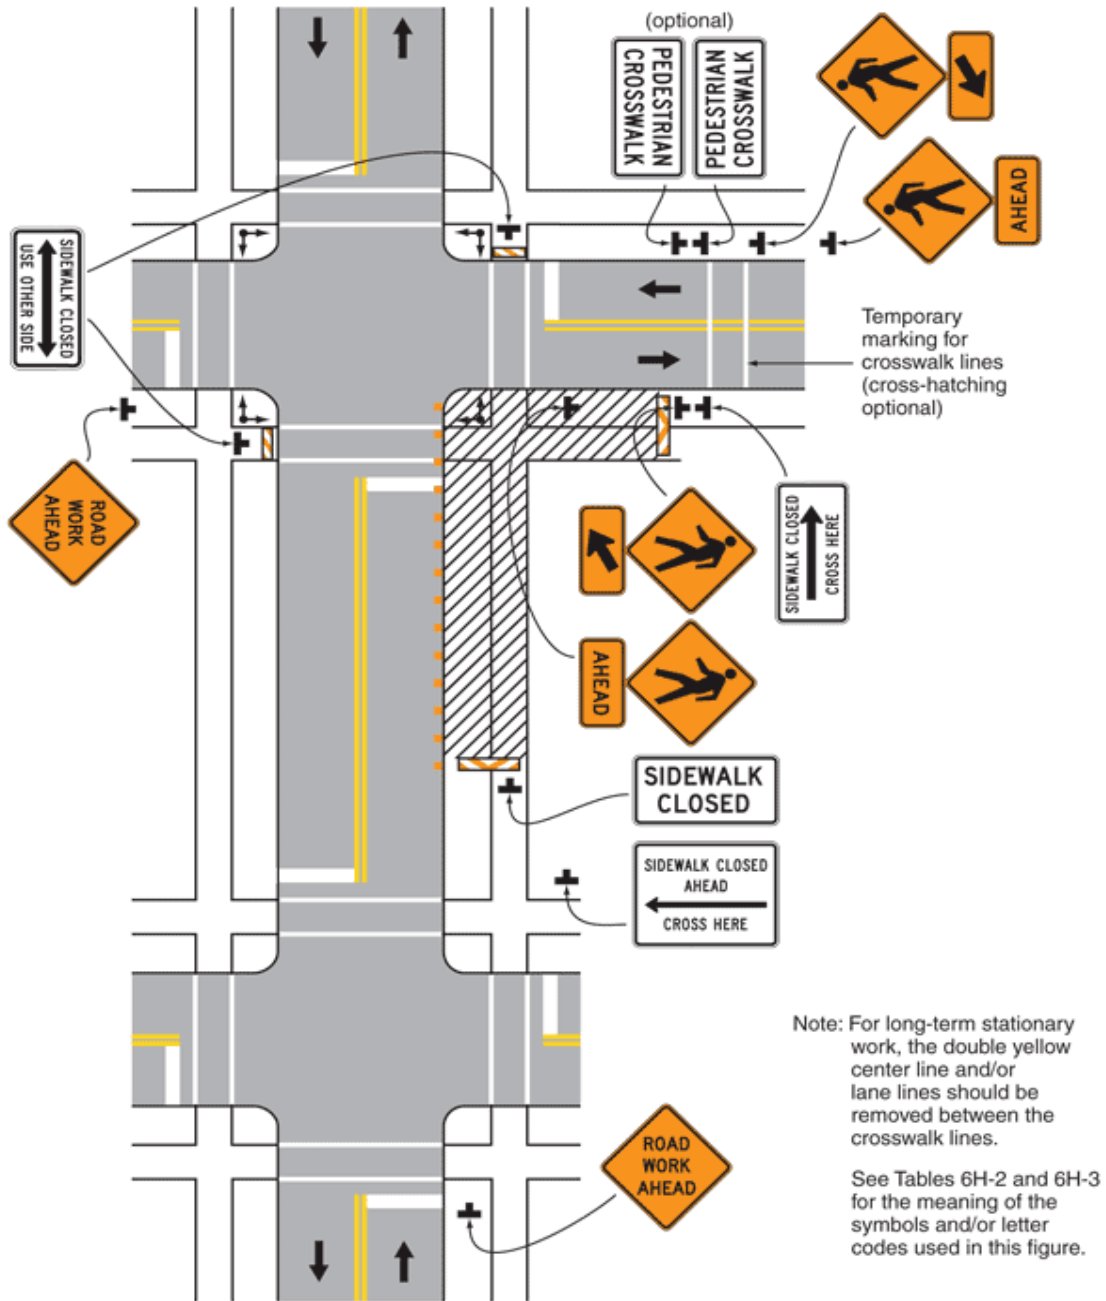 (optional)
PEDESTRIAN
CROSSWALK
PEDESTRIAN
CROSSWALK
AHEAD
SIDEWALK CLOSED
USE OTHER SIDE
Temporary
marking for
crosswalk lines
(cross-hatching
optional)
ROAD
WORK
AHEAD
SIDEWALK CLOSED
CROSS HERE
AHEAD
SIDEWALK
CLOSED
SIDEWALK CLOSED
AHEAD
CROSS HERE
Note: For long-term stationary
work, the double yellow
center line and/or
lane lines should be
removed between the
crosswalk lines.
See Tables 6H-2 and 6H-3
for the meaning of the
symbols and/or letter
codes used in this figure.
ROAD
WORK
AHEAD